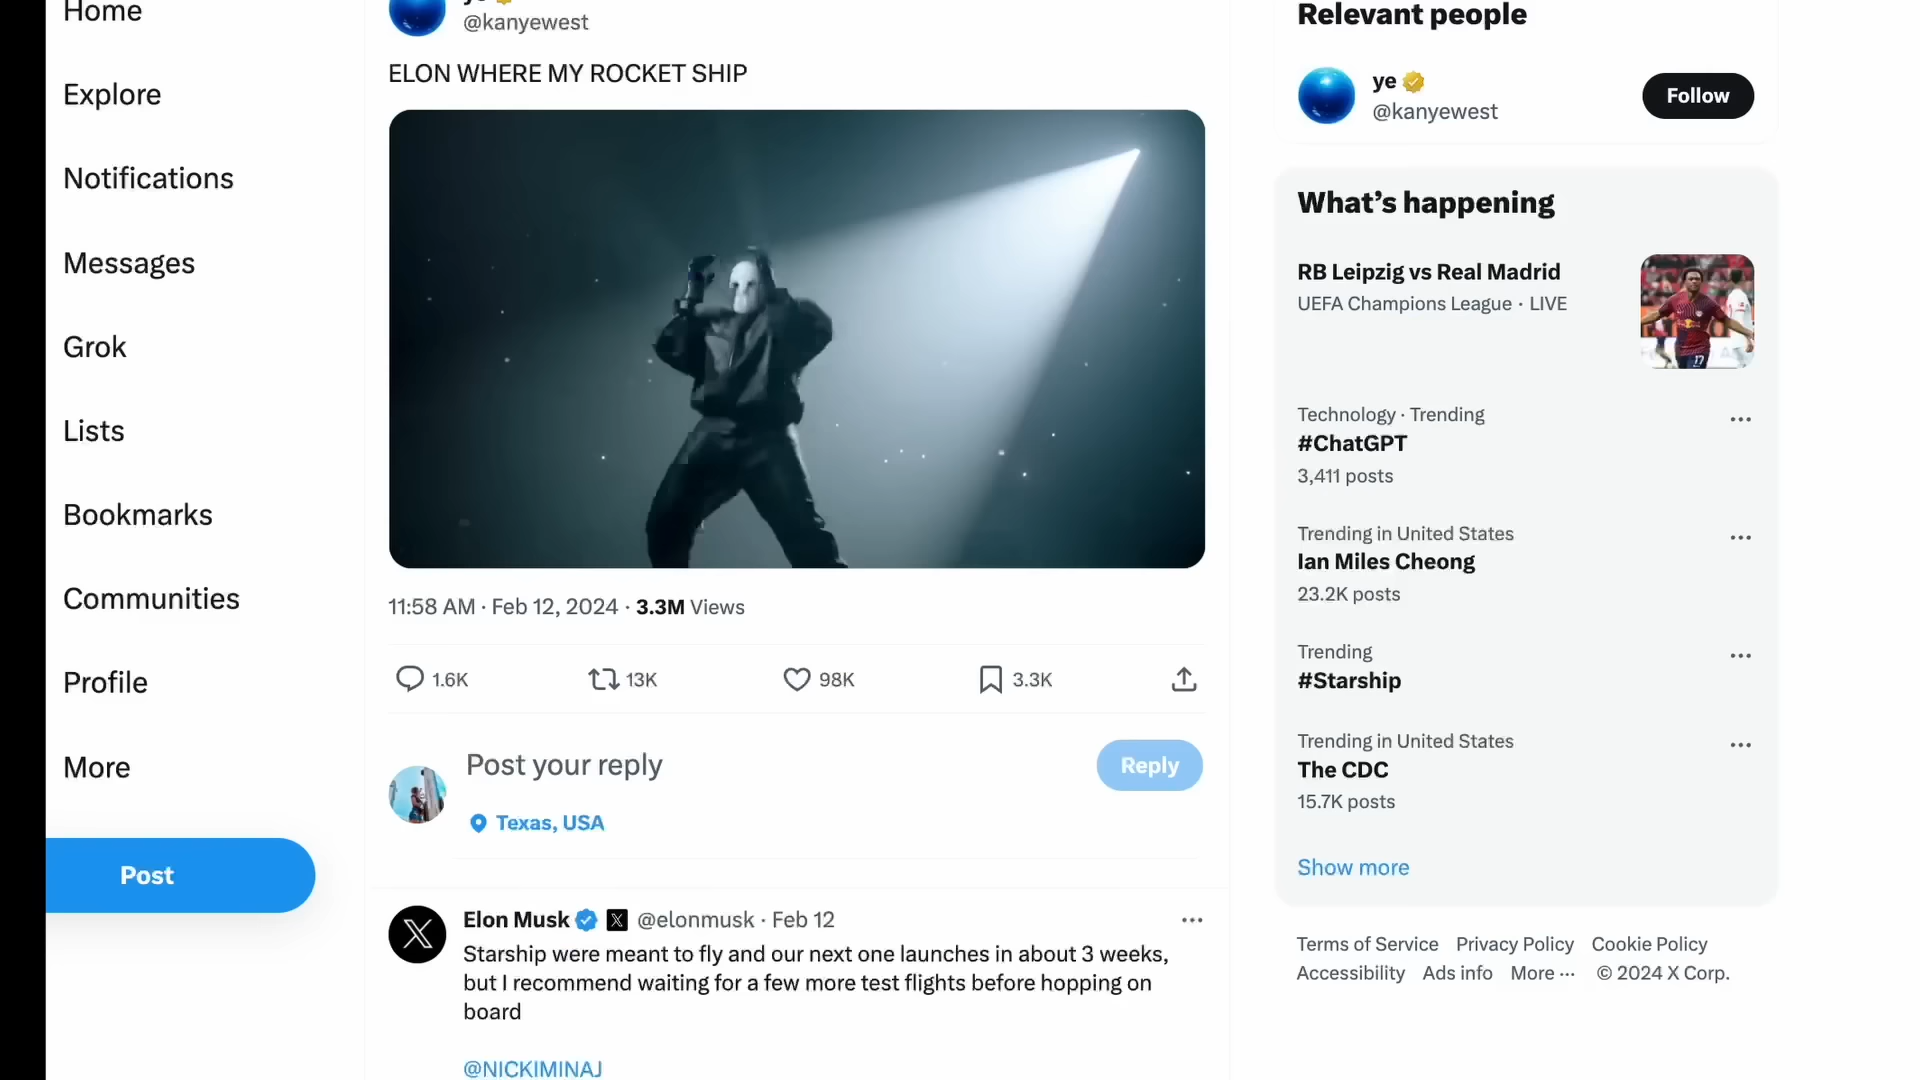 Home
Explore
Notifications
Messages
Grok
Lists
Bookmarks
Communities
Profile
More
Post
ye
@kanyewest
ELON WHERE MY ROCKET SHIP
11:58 AM · Feb 12, 2024 · 3.3M Views
1.6K 13K 98K 3.3K
Post your reply
Reply
Texas, USA
Elon Musk @elonmusk · Feb 12
Starship were meant to fly and our next one launches in about 3 weeks,
but I recommend waiting for a few more test flights before hopping on
board
@NICKIMINAJ
Relevant people
ye
@kanyewest
Follow
What's happening
RB Leipzig vs Real Madrid
UEFA Champions League · LIVE
17
Technology · Trending
#ChatGPT
3,411 posts
Trending in United States
Ian Miles Cheong
23.2K posts
Trending
#Starship
Trending in United States
The CDC
15.7K posts
Show more
Terms of Service Privacy Policy Cookie Policy
Accessibility Ads info More ··· © 2024 X Corp.